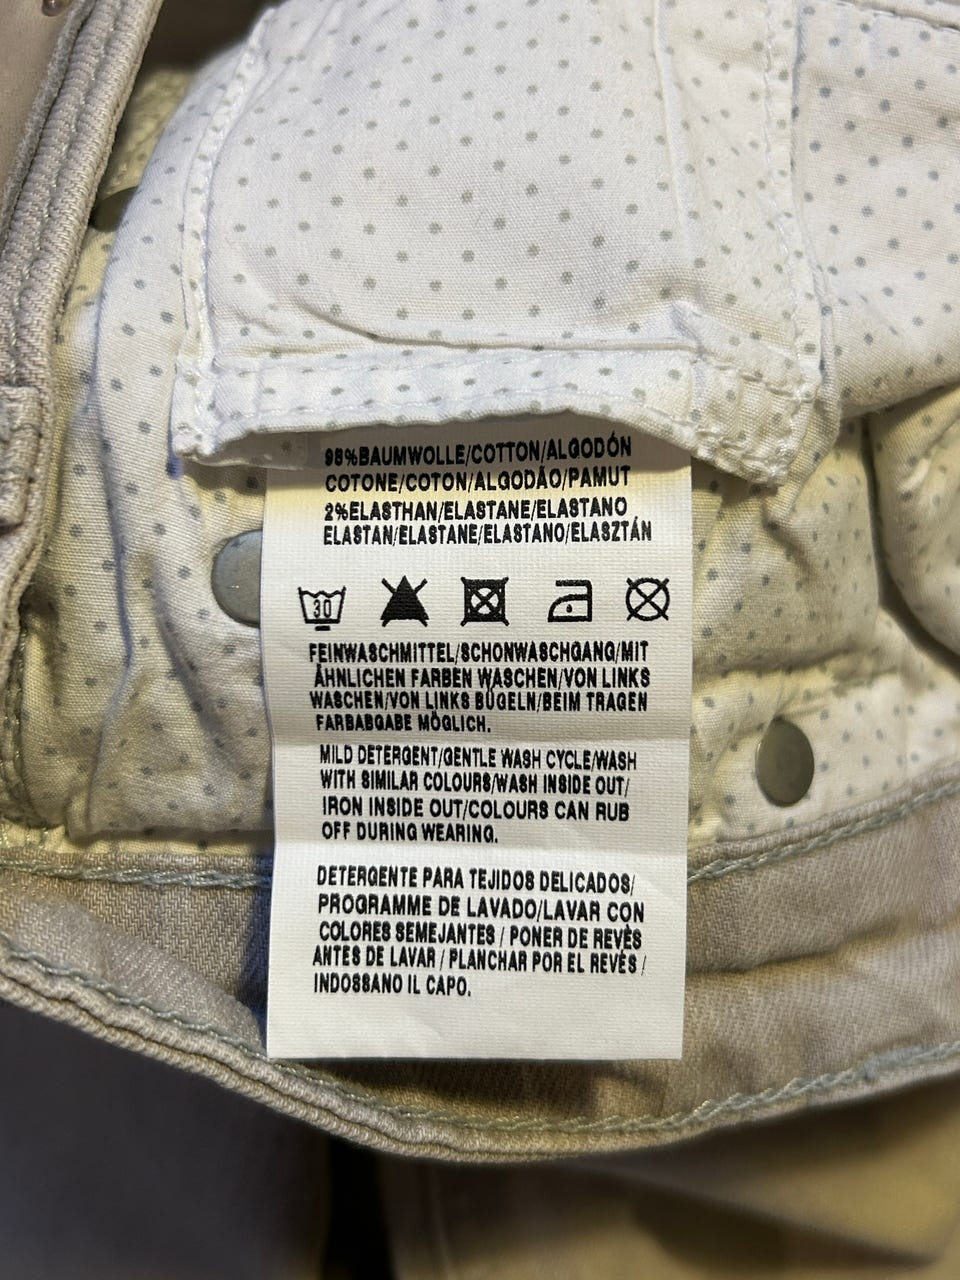 98%BAUMWOLLE/COTTON/ALGODÓN
COTONE/COTON/ALGODÃO/PAMUT
2%ELASTHAN/ELASTANE/ELASTANO
ELASTAN/ELASTANE/ELASTANO/ELASZTÁN
30
FEINWASCHMITTEL/SCHONWASCHGANG/MIT
ÄHNLICHEN FARBEN WASCHEN/VON LINKS
WASCHEN/VON LINKS BÜGELN/BEIM TRAGEN
FARBABGABE MÖGLICH.
MILD DETERGENT/GENTLE WASH CYCLE/WASH
WITH SIMILAR COLOURS/WASH INSIDE OUT/
IRON INSIDE OUT/COLOURS CAN RUB
OFF DURING WEARING.
DETERGENTE PARA TEJIDOS DELICADOS/
PROGRAMME DE LAVADO/LAVAR CON
COLORES SEMEJANTES / PONER DE REVÉS
ANTES DE LAVAR / PLANCHAR POR EL REVÉS /
INDOSSANO IL CAPO.